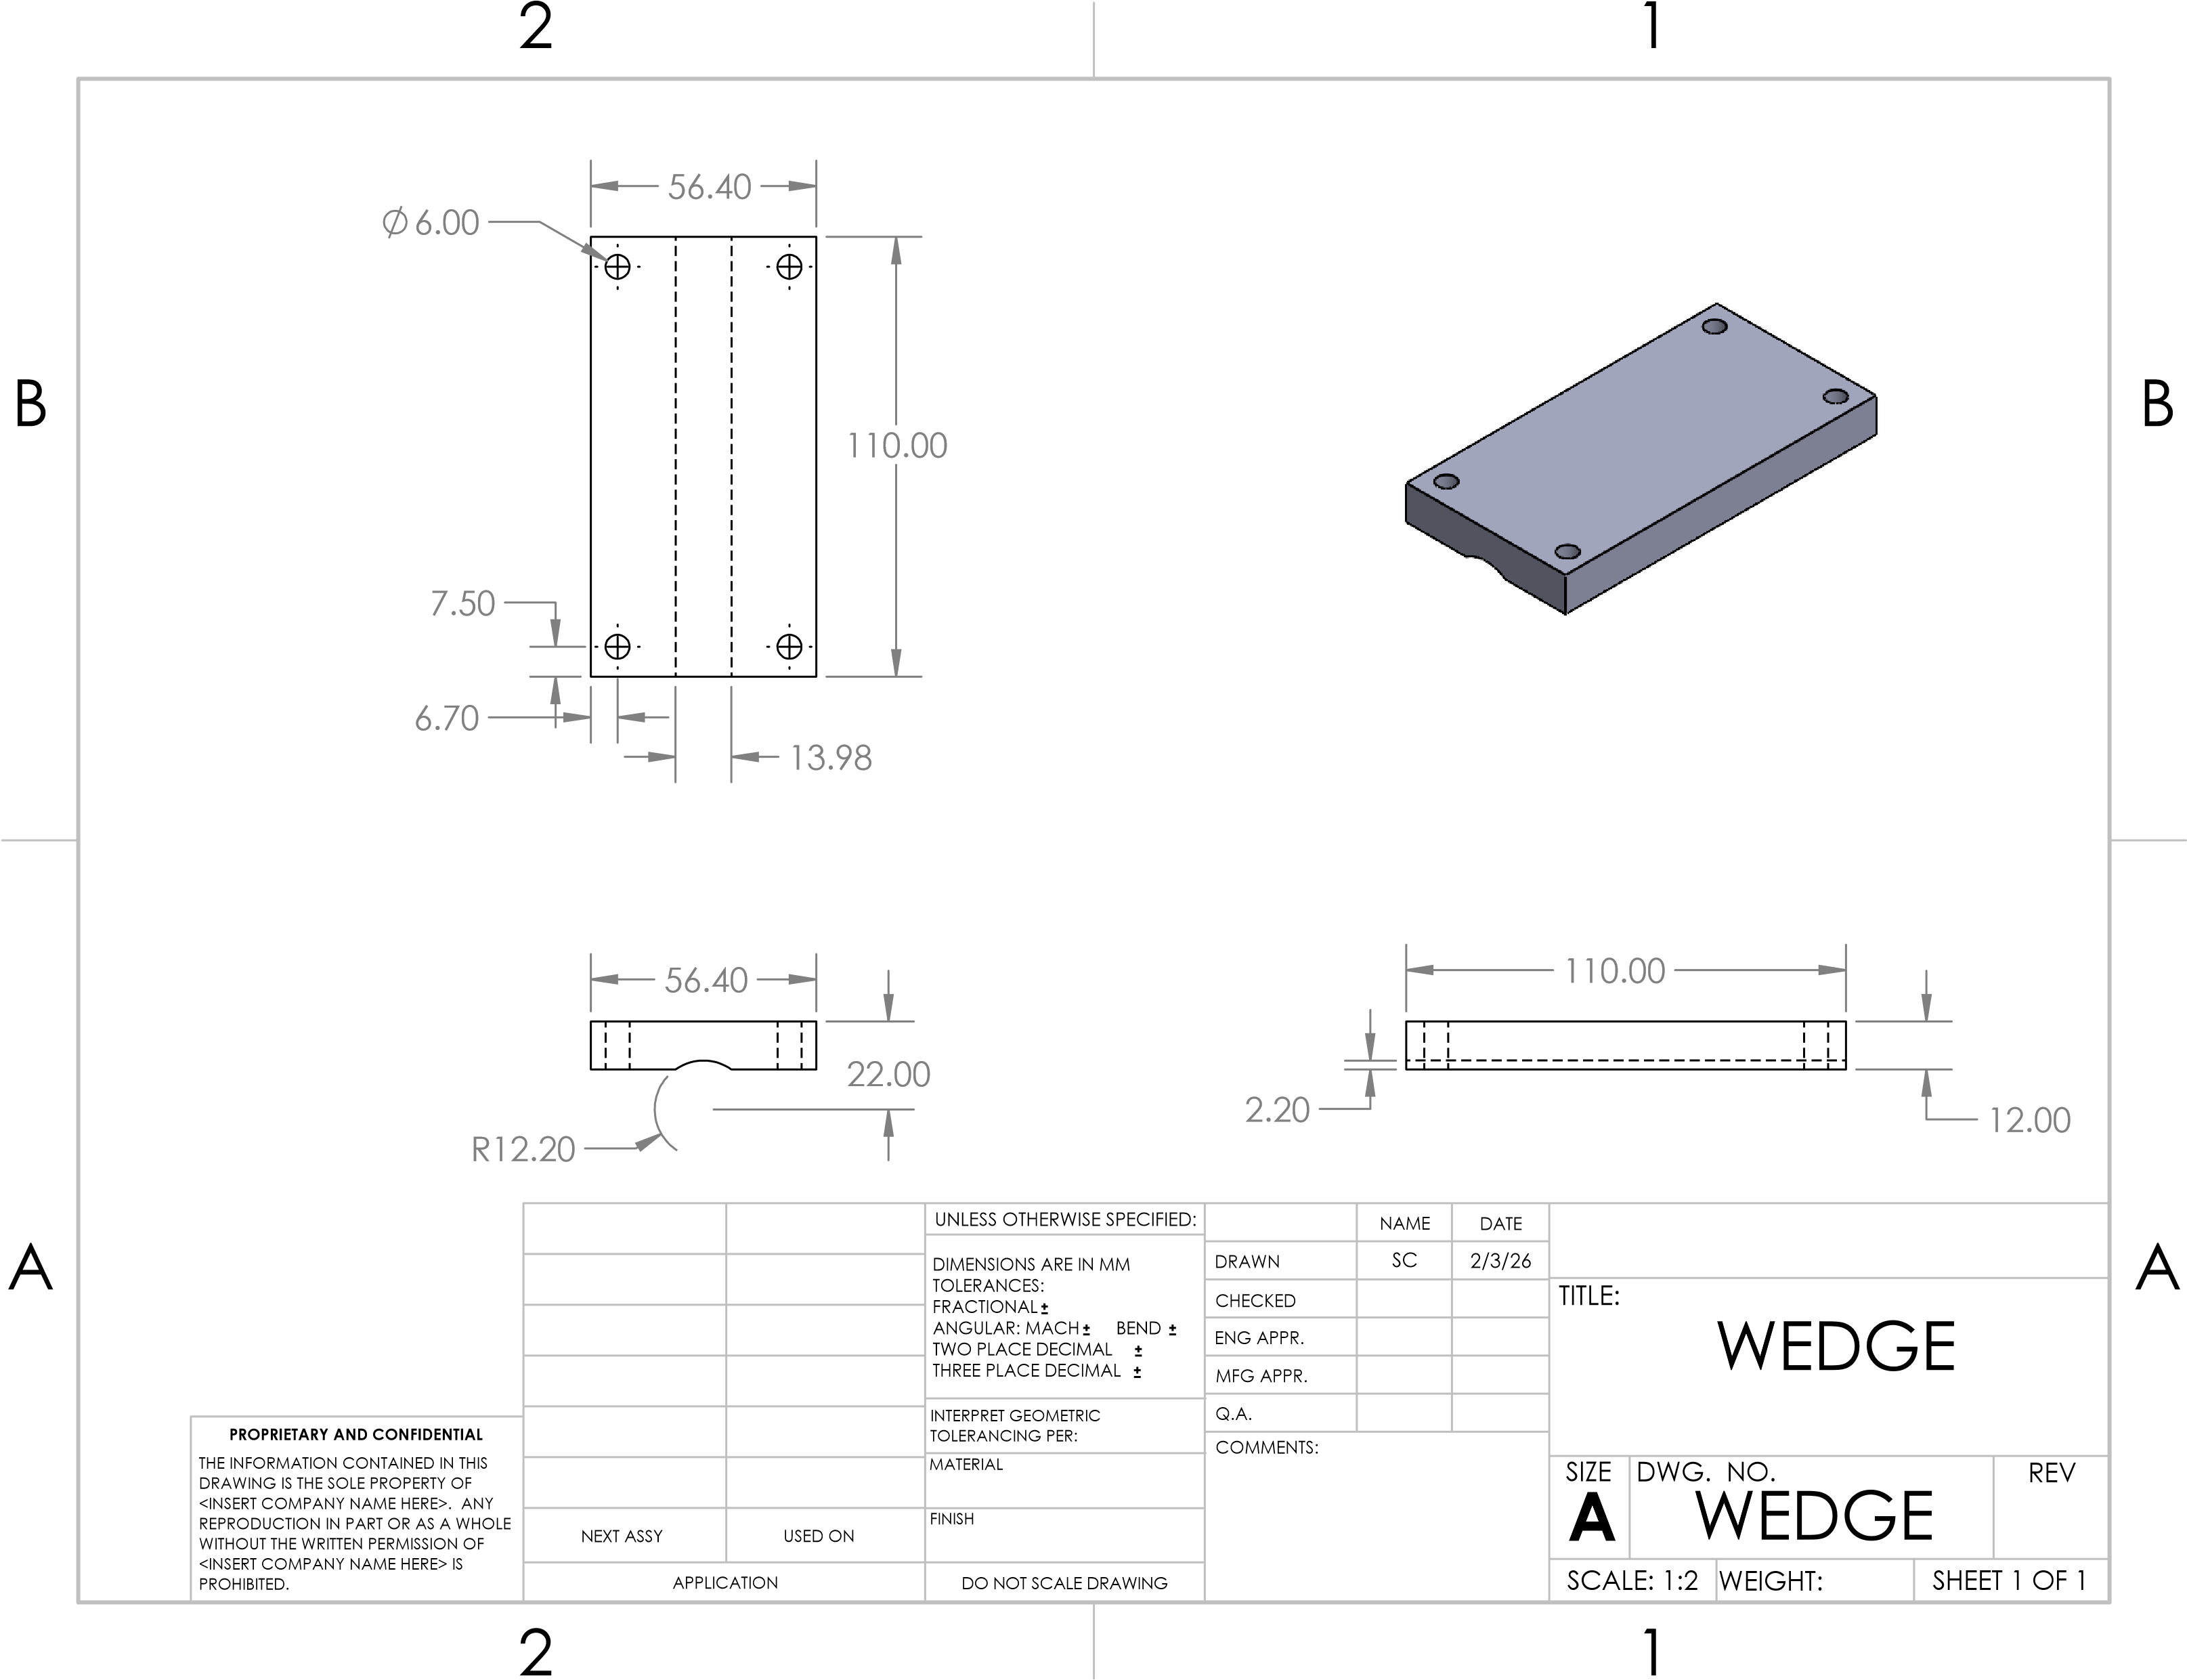 2
1
B
B
A
A
2
1
56.40
Ø 6.00
110.00
7.50
6.70
13.98
56.40
22.00
R12.20
110.00
2.20
12.00
PROPRIETARY AND CONFIDENTIAL
THE INFORMATION CONTAINED IN THIS
DRAWING IS THE SOLE PROPERTY OF
<INSERT COMPANY NAME HERE>. ANY
REPRODUCTION IN PART OR AS A WHOLE
WITHOUT THE WRITTEN PERMISSION OF
<INSERT COMPANY NAME HERE> IS
PROHIBITED.
NEXT ASSY
USED ON
APPLICATION
UNLESS OTHERWISE SPECIFIED:
DIMENSIONS ARE IN MM
TOLERANCES:
FRACTIONAL ±
ANGULAR: MACH ± BEND ±
TWO PLACE DECIMAL ±
THREE PLACE DECIMAL ±
INTERPRET GEOMETRIC
TOLERANCING PER:
MATERIAL
FINISH
DO NOT SCALE DRAWING
NAME DATE
DRAWN SC 2/3/26
CHECKED
ENG APPR.
MFG APPR.
Q.A.
COMMENTS:
TITLE:
WEDGE
SIZE
A
DWG. NO.
WEDGE
REV
SCALE: 1:2
WEIGHT:
SHEET 1 OF 1